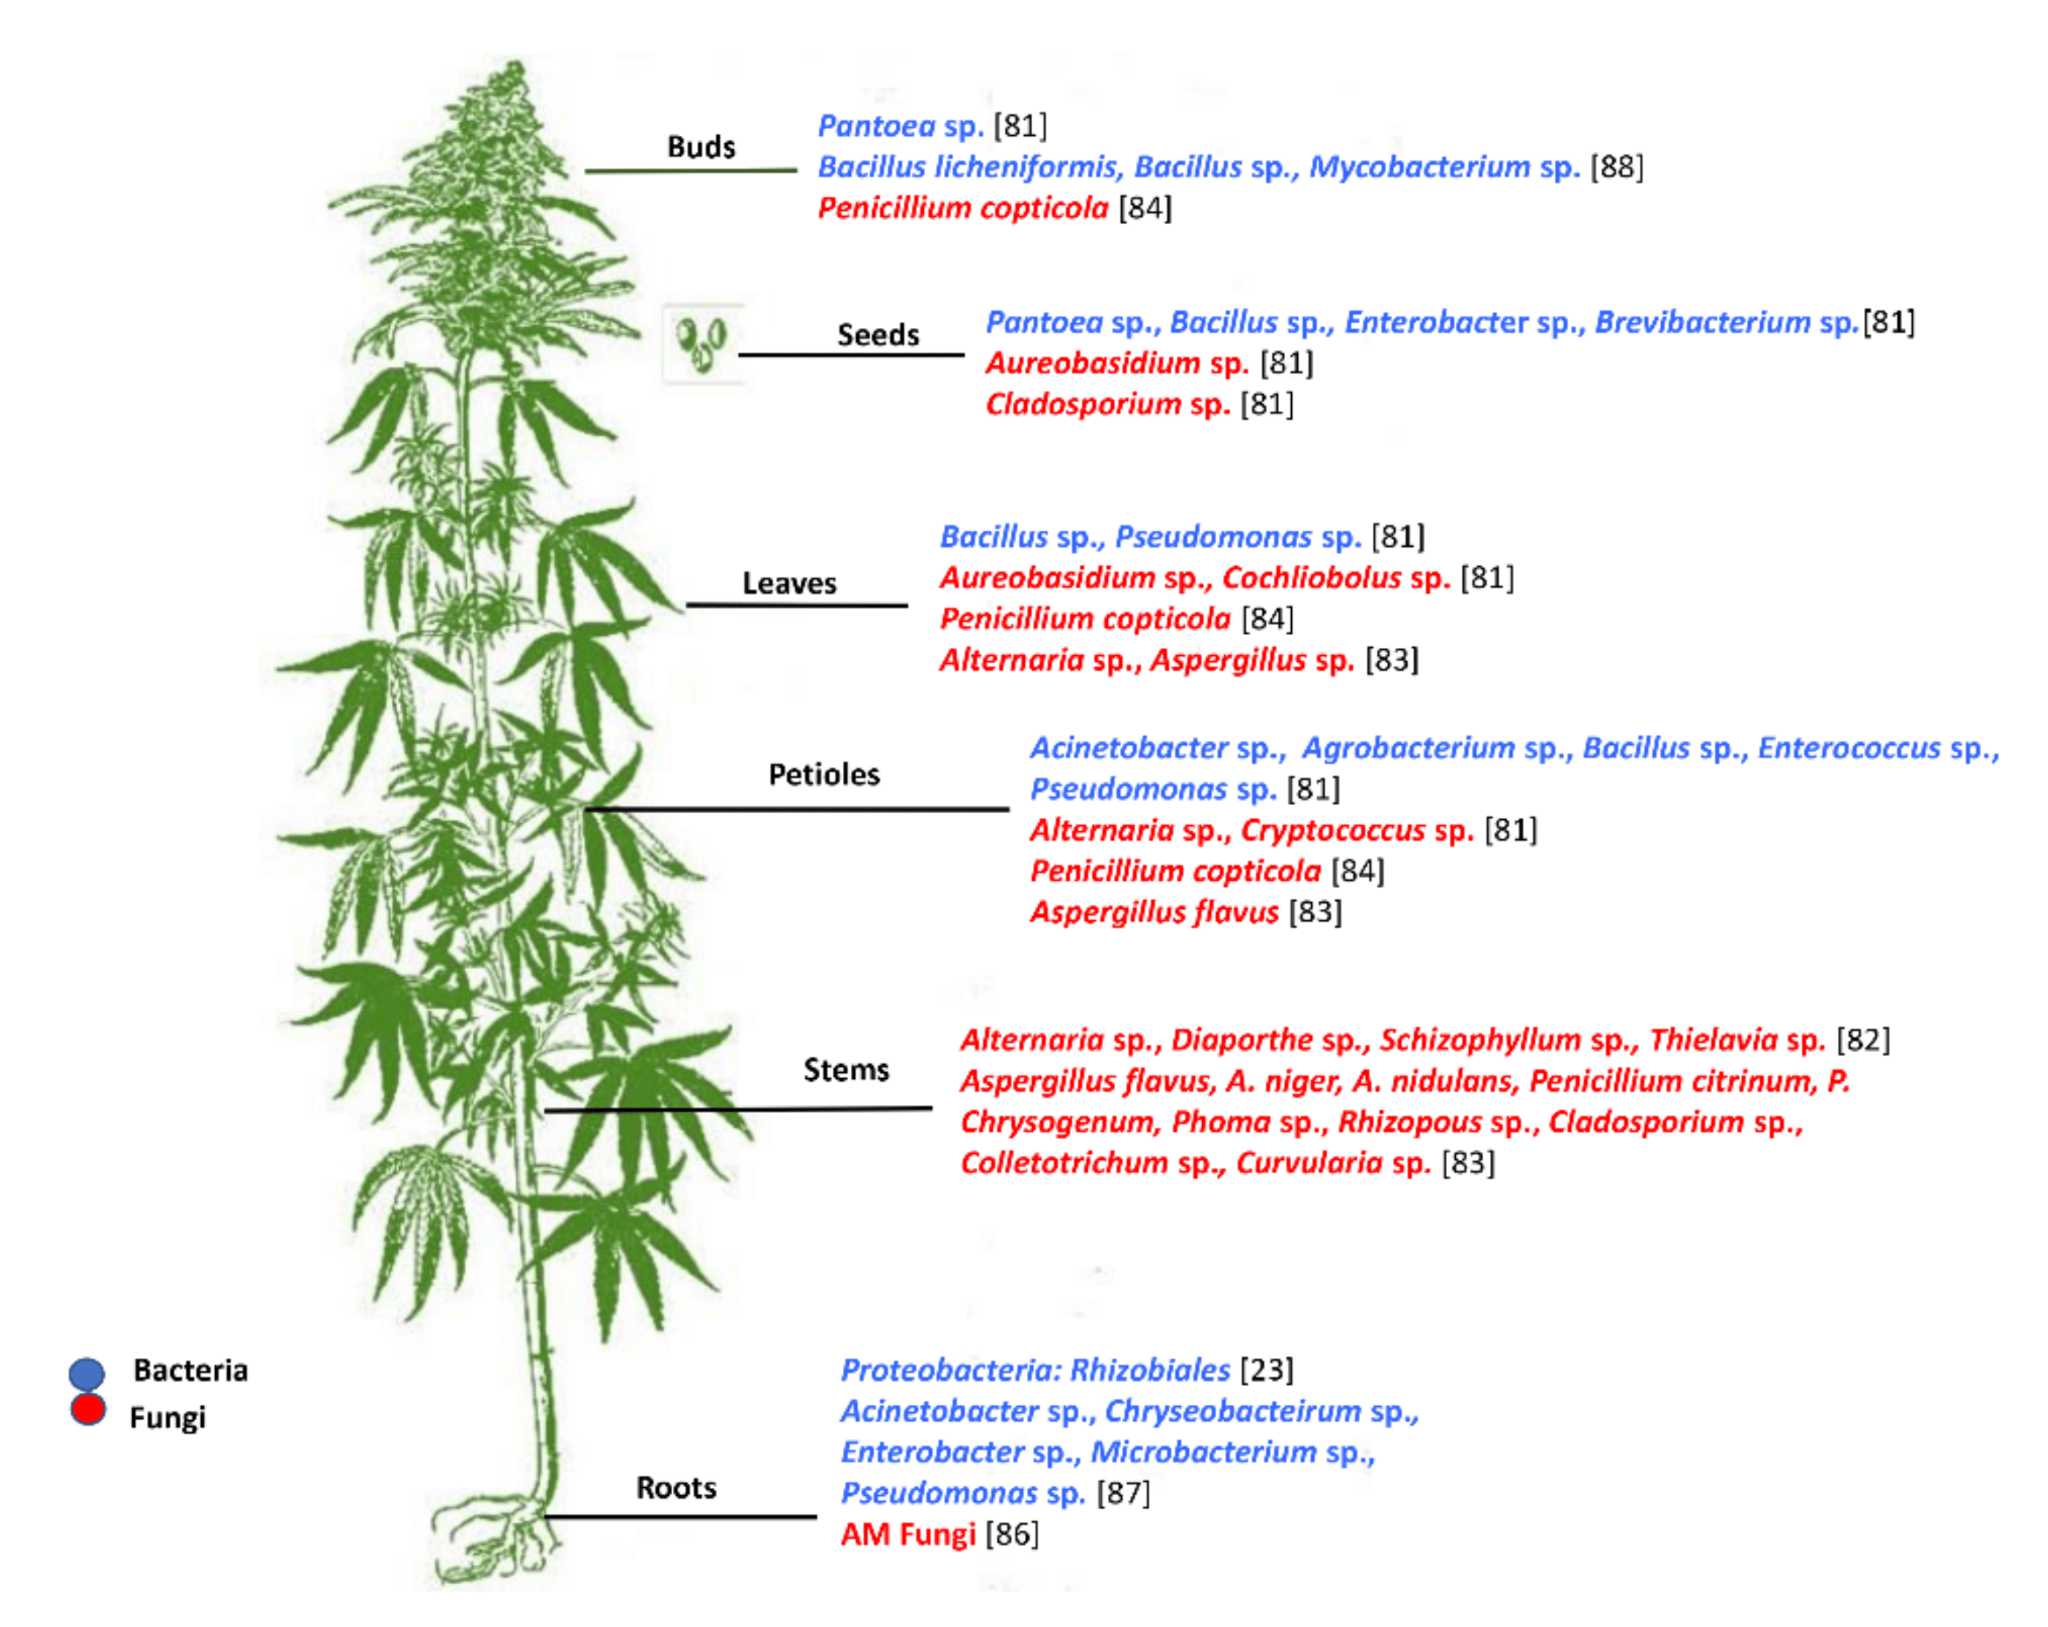 Buds
Pantoea sp. [81]
Bacillus licheniformis, Bacillus sp., Mycobacterium sp. [88]
Penicillium copticola [84]
Seeds
Pantoea sp., Bacillus sp., Enterobacter sp., Brevibacterium sp.[81]
Aureobasidium sp. [81]
Cladosporium sp. [81]
Leaves
Bacillus sp., Pseudomonas sp. [81]
Aureobasidium sp., Cochliobolus sp. [81]
Penicillium copticola [84]
Alternaria sp., Aspergillus sp. [83]
Petioles
Acinetobacter sp., Agrobacterium sp., Bacillus sp., Enterococcus sp.,
Pseudomonas sp. [81]
Alternaria sp., Cryptococcus sp. [81]
Penicillium copticola [84]
Aspergillus flavus [83]
Stems
Alternaria sp., Diaporthe sp., Schizophyllum sp., Thielavia sp. [82]
Aspergillus flavus, A. niger, A. nidulans, Penicillium citrinum, P.
Chrysogenum, Phoma sp., Rhizopous sp., Cladosporium sp.,
Colletotrichum sp., Curvularia sp. [83]
Bacteria
Fungi
Roots
Proteobacteria: Rhizobiales [23]
Acinetobacter sp., Chryseobacteirum sp.,
Enterobacter sp., Microbacterium sp.,
Pseudomonas sp. [87]
AM Fungi [86]